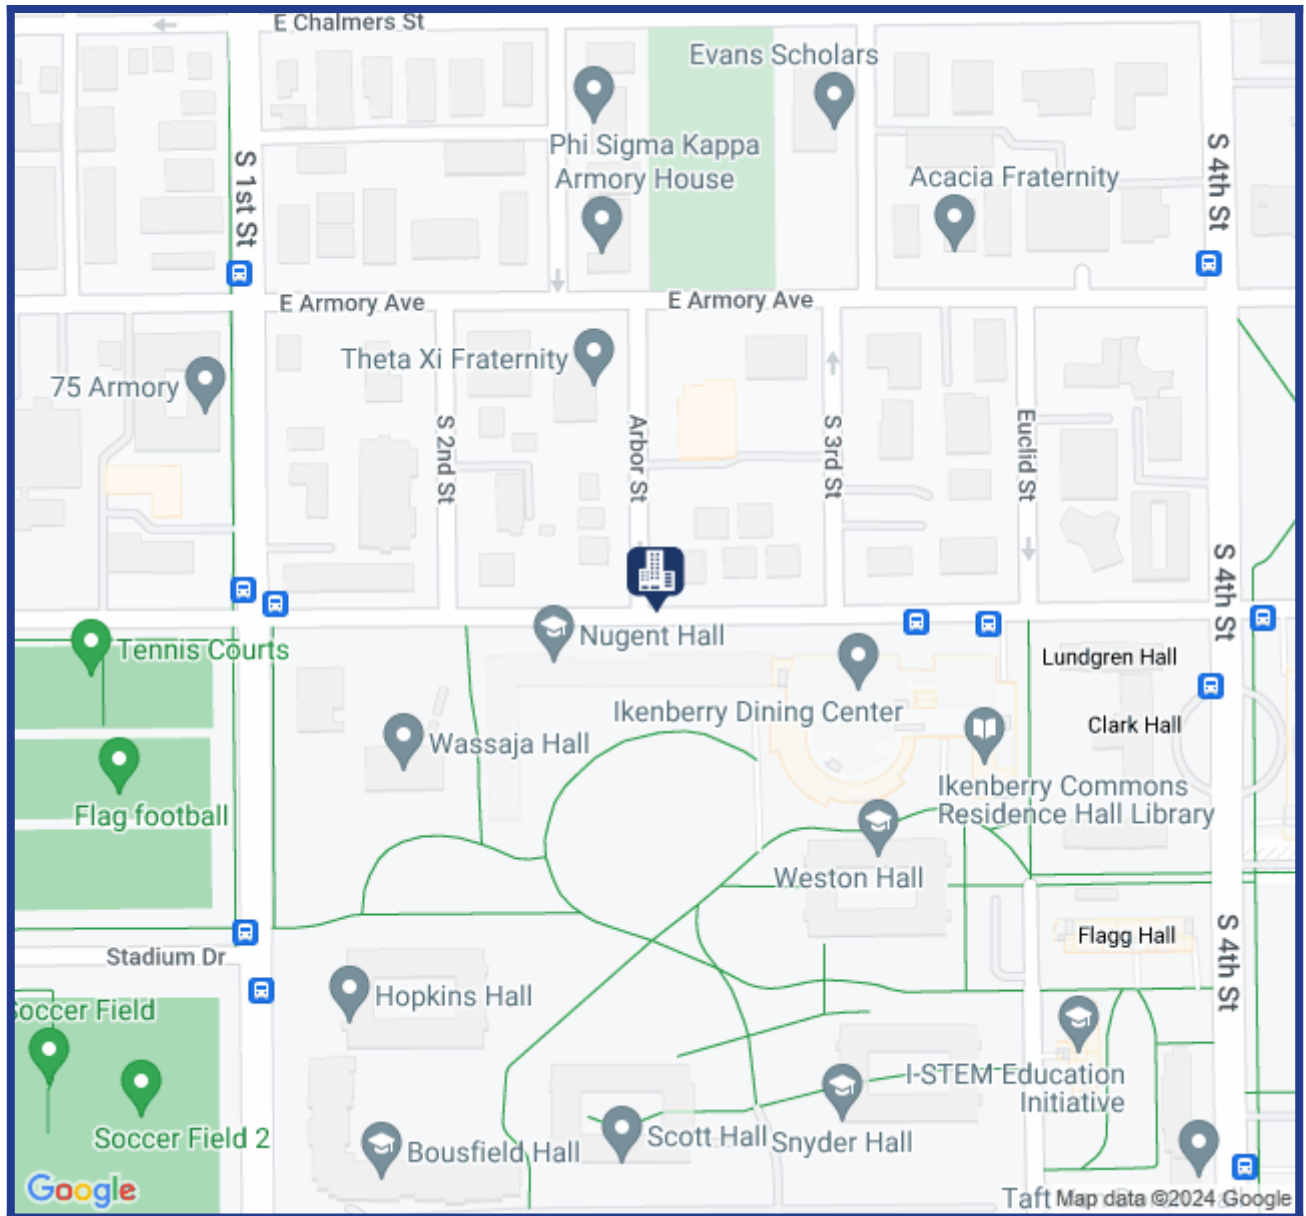 E Chalmers St
Evans Scholars
Phi Sigma Kappa
Armory House
S 1st St
S 4th St
Acacia Fraternity
E Armory Ave
E Armory Ave
Theta Xi Fraternity
75 Armory
S 2nd St
Arbor St
S 3rd St
Euclid St
S 4th St
Nugent Hall
Tennis Courts
Lundgren Hall
Ikenberry Dining Center
Clark Hall
Wassaja Hall
Ikenberry Commons
Residence Hall Library
Flag football
Weston Hall
Stadium Dr
Flagg Hall
S 4th St
Hopkins Hall
Soccer Field
I-STEM Education
Initiative
Soccer Field 2
Bousfield Hall
Scott Hall
Snyder Hall
Google
Taft
Map data ©2024 Google